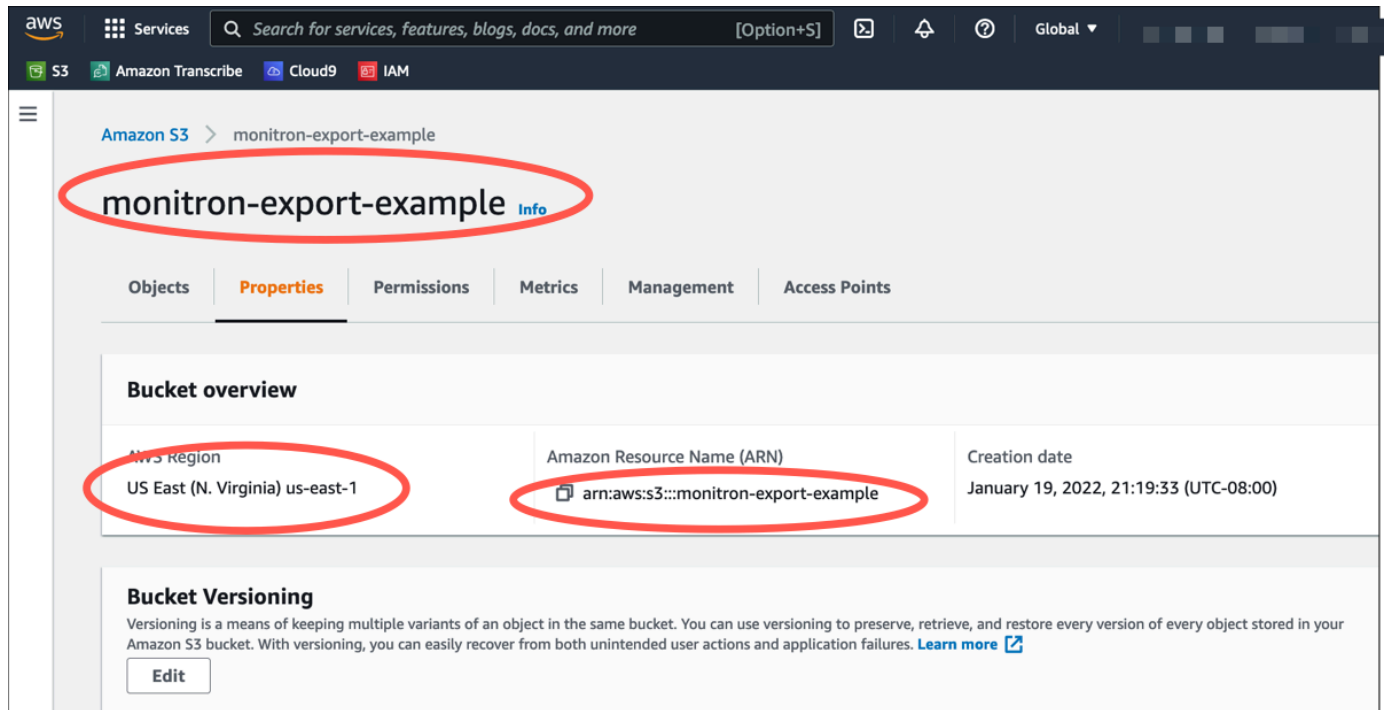 aws Services Search for services, features, blogs, docs, and more [Option+S] Global ▼
S3 Amazon Transcribe Cloud9 IAM
Amazon S3 > monitron-export-example
monitron-export-example Info
Objects Properties Permissions Metrics Management Access Points
Bucket overview
AWS Region Amazon Resource Name (ARN) Creation date
US East (N. Virginia) us-east-1 arn:aws:s3:::monitron-export-example January 19, 2022, 21:19:33 (UTC-08:00)
Bucket Versioning
Versioning is a means of keeping multiple variants of an object in the same bucket. You can use versioning to preserve, retrieve, and restore every version of every object stored in your
Amazon S3 bucket. With versioning, you can easily recover from both unintended user actions and application failures. Learn more
Edit